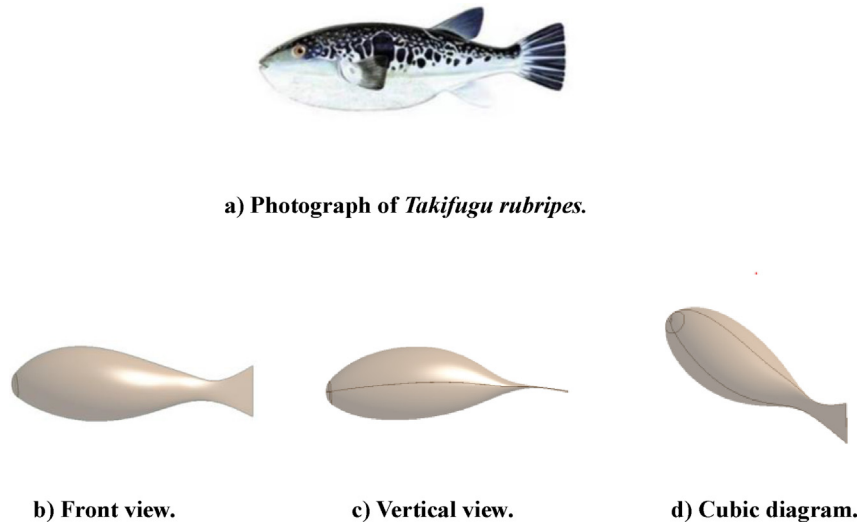 a) Photograph of Takifugu rubripes.
b) Front view.
c) Vertical view.
d) Cubic diagram.